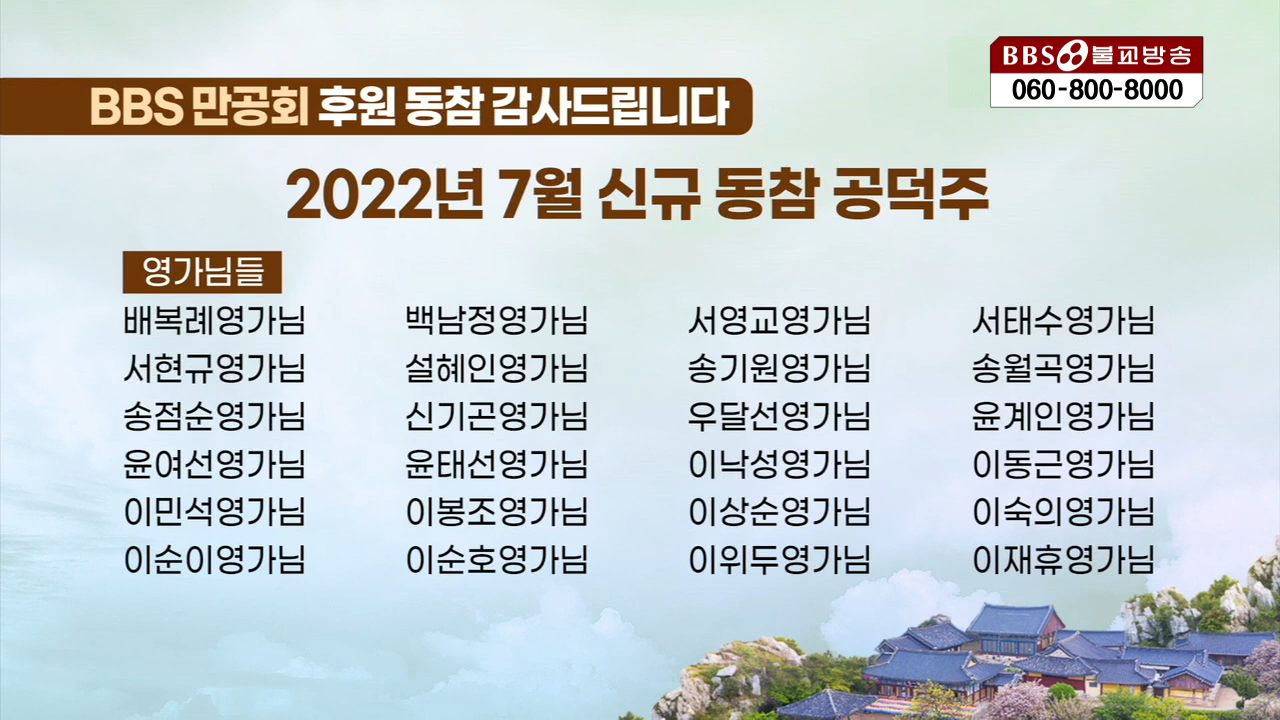 BBS 불교방송
060-800-8000
BBS 만공회 후원 동참 감사드립니다
2022년 7월 신규 동참 공덕주
영가님들
배복례영가님 백남정영가님 서영교영가님 서태수영가님
서현규영가님 설혜인영가님 송기원영가님 송월곡영가님
송점순영가님 신기곤영가님 우달선영가님 윤계인영가님
윤여선영가님 윤태선영가님 이낙성영가님 이동근영가님
이민석영가님 이봉조영가님 이상순영가님 이숙의영가님
이순이영가님 이순호영가님 이위두영가님 이재휴영가님